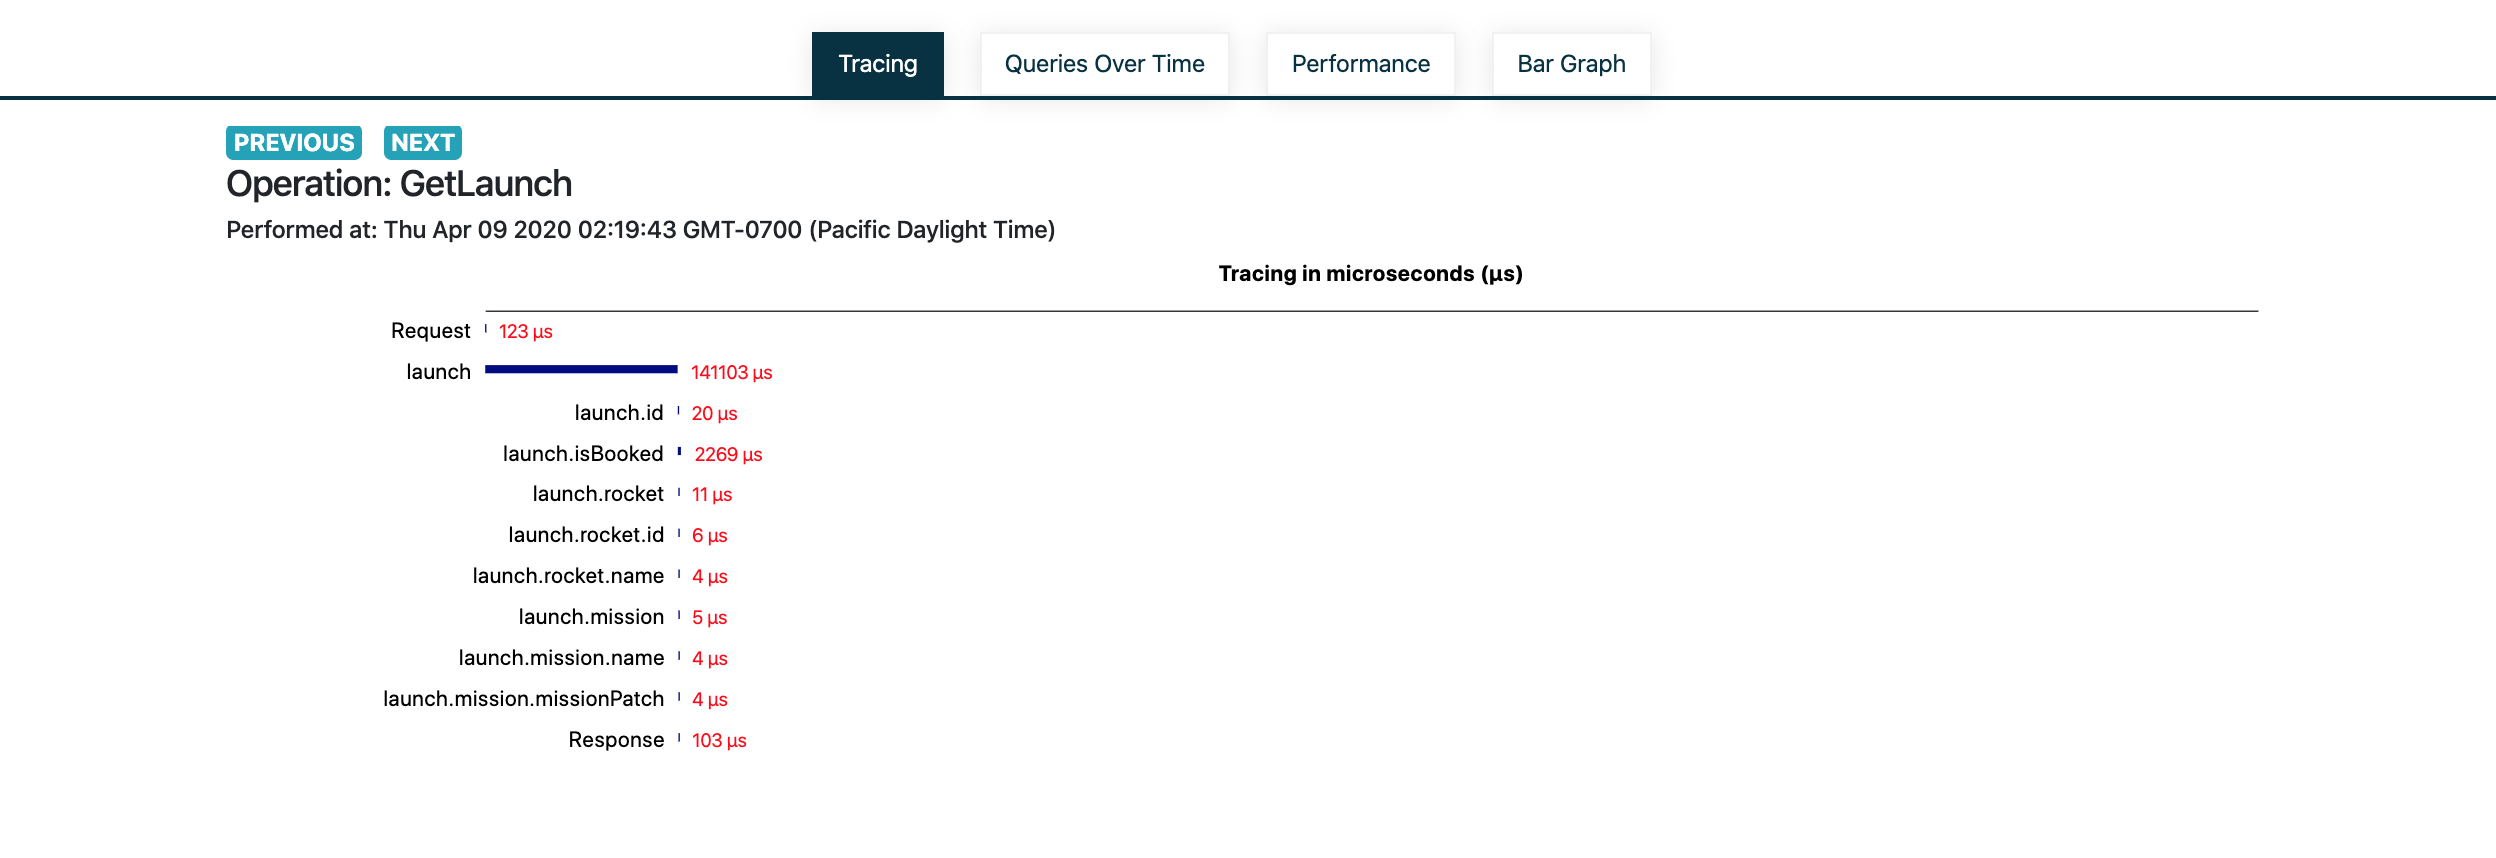 Tracing Queries Over Time Performance Bar Graph
PREVIOUS NEXT
Operation: GetLaunch
Performed at: Thu Apr 09 2020 02:19:43 GMT-0700 (Pacific Daylight Time)
Tracing in microseconds (µs)
Request 123 µs
launch 141103 µs
launch.id 20 µs
launch.isBooked 2269 µs
launch.rocket 11 µs
launch.rocket.id 6 µs
launch.rocket.name 4 µs
launch.mission 5 µs
launch.mission.name 4 µs
launch.mission.missionPatch 4 µs
Response 103 µs